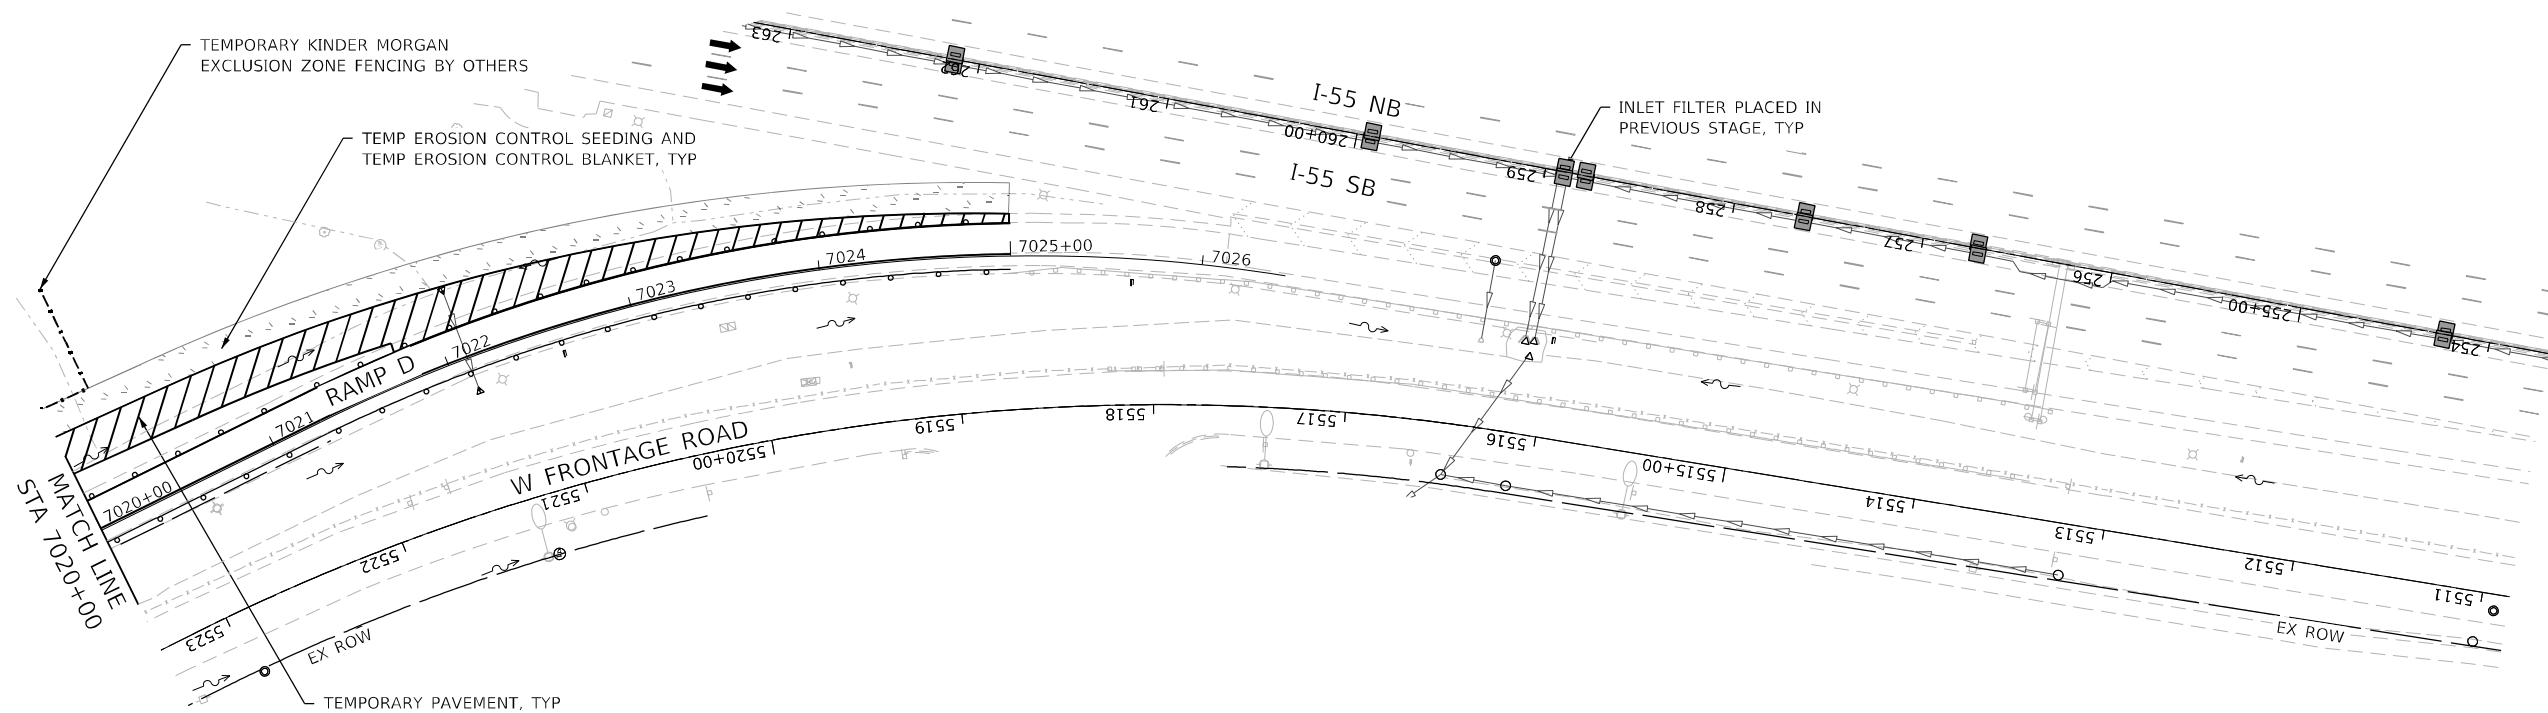 TEMPORARY KINDER MORGAN
EXCLUSION ZONE FENCING BY OTHERS
TEMP EROSION CONTROL SEEDING AND
TEMP EROSION CONTROL BLANKET, TYP
INLET FILTER PLACED IN
PREVIOUS STAGE, TYP
I-55 NB
I-55 SB
263
262
261
260+00
259
258
257
256
255+00
254
7020+00
7021
7022
7023
7024
7025+00
7026
RAMP D
W FRONTAGE ROAD
5523
5522
5521
5520+00
5519
5518
5517
5516
5515+00
5514
5513
5512
5511
MATCH LINE
STA 7020+00
EX ROW
EX ROW
TEMPORARY PAVEMENT, TYP